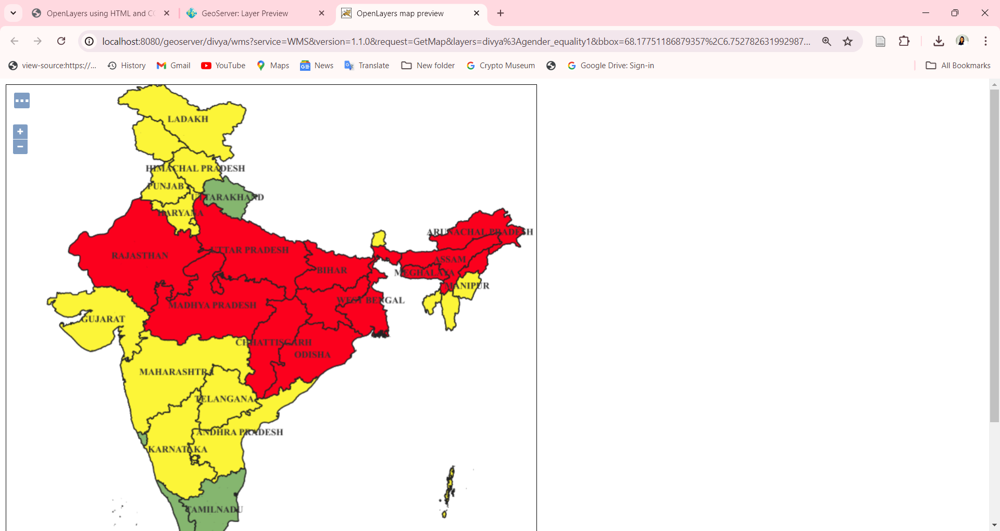 OpenLayers using HTML and CO
GeoServer: Layer Preview
OpenLayers map preview
localhost:8080/geoserver/divya/wms?service=WMS&version=1.1.0&request=GetMap&layers=divya%3Agender_equality1&bbox=68.17751186879357%2C6.752782631992987...
view-source:https://...
History
Gmail
YouTube
Maps
News
Translate
New folder
Crypto Museum
Google Drive: Sign-in
All Bookmarks
+
−
LADAKH
HIMACHAL PRADESH
PUNJAB
UTTARAKHAND
HARYANA
ARUNACHAL PRADESH
UTTAR PRADESH
RAJASTHAN
ASSAM
BIHAR
MEGHALAYA
MANIPUR
WEST BENGAL
MADHYA PRADESH
GUJARAT
CHHATTISGARH
ODISHA
MAHARASHTRA
TELANGANA
ANDHRA PRADESH
KARNATAKA
TAMILNADU